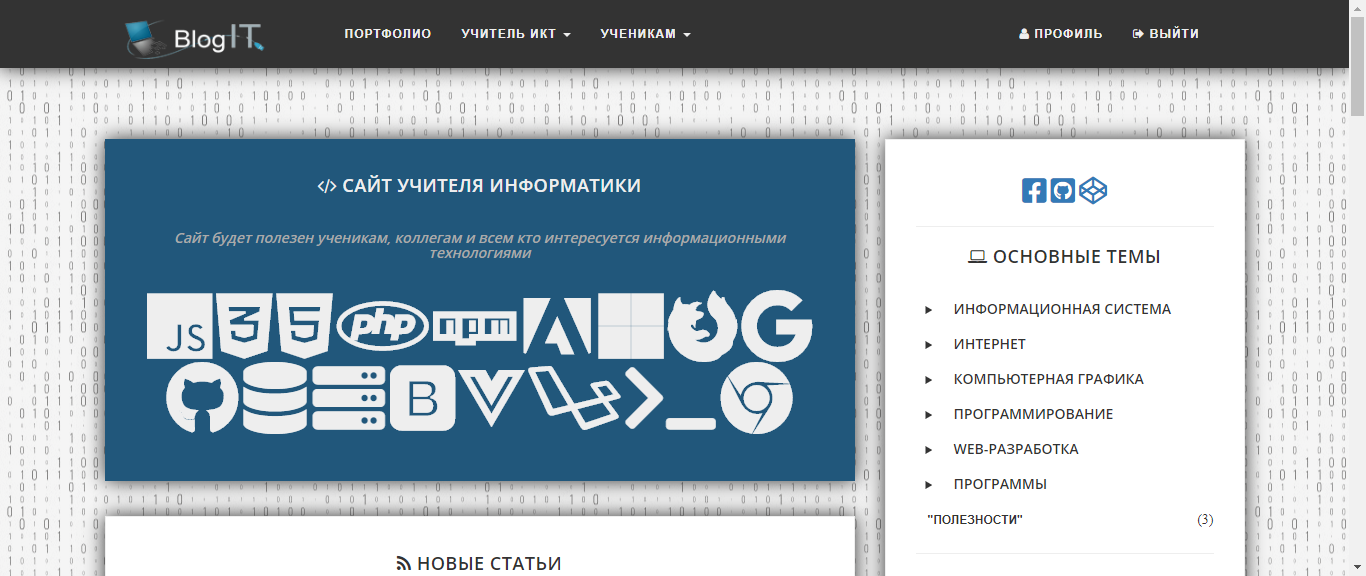 BlogIT
ПОРТФОЛИО
УЧИТЕЛЬ ИКТ
УЧЕНИКАМ
ПРОФИЛЬ
ВЫЙТИ
</> САЙТ УЧИТЕЛЯ ИНФОРМАТИКИ
Сайт будет полезен ученикам, коллегам и всем кто интересуется информационными
технологиями
JS 3 5 php npm A G
B
НОВЫЕ СТАТЬИ
ОСНОВНЫЕ ТЕМЫ
ИНФОРМАЦИОННАЯ СИСТЕМА
ИНТЕРНЕТ
КОМПЬЮТЕРНАЯ ГРАФИКА
ПРОГРАММИРОВАНИЕ
WEB-РАЗРАБОТКА
ПРОГРАММЫ
"ПОЛЕЗНОСТИ" (3)